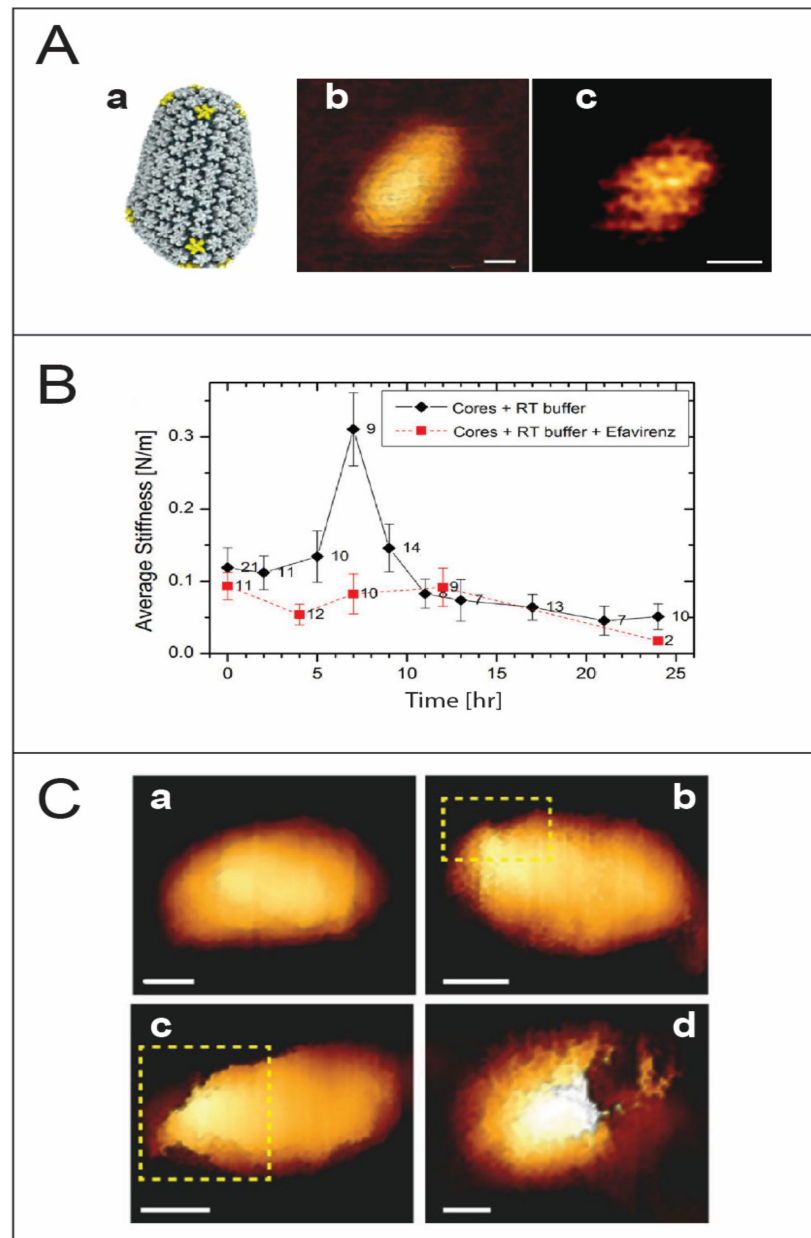 A
a
b
c
B
Average Stiffness [N/m]
0.3
0.2
0.1
0.0
Cores + RT buffer
Cores + RT buffer + Efavirenz
9
21
11
10
14
8
7
13
7
10
11
12
10
9
2
0
5
10
15
20
25
Time [hr]
C
a
b
c
d